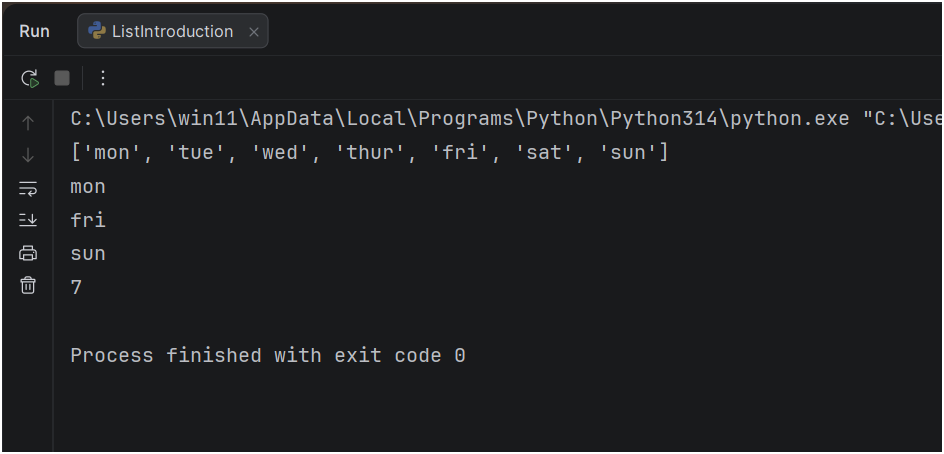 Run ListIntroduction
C:\Users\win11\AppData\Local\Programs\Python\Python314\python.exe "C:\Use
['mon', 'tue', 'wed', 'thur', 'fri', 'sat', 'sun']
mon
fri
sun
7
Process finished with exit code 0